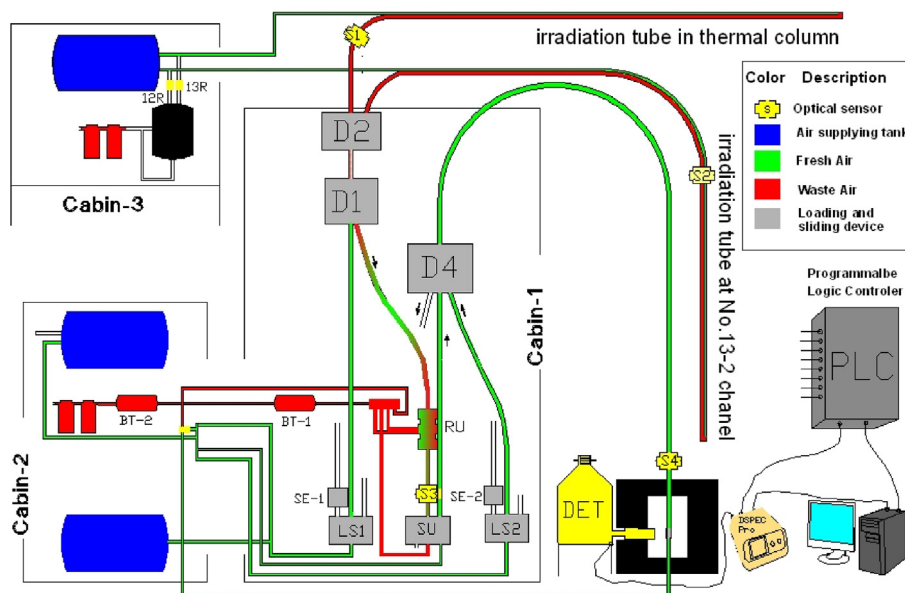 S1
irradiation tube in thermal column
Color Description
S Optical sensor
Air supplying tank
Fresh Air
Waste Air
Loading and
sliding device
12R
13R
Cabin-3
D2
D1
D4
S2
irradiation tube at No.13-2 chanel
Cabin-1
Programmalbe
Logic Controler
PLC
BT-2
BT-1
RU
Cabin-2
SE-1
S3
SE-2
S4
LS1
SU
LS2
DET
DSPEC
Pro